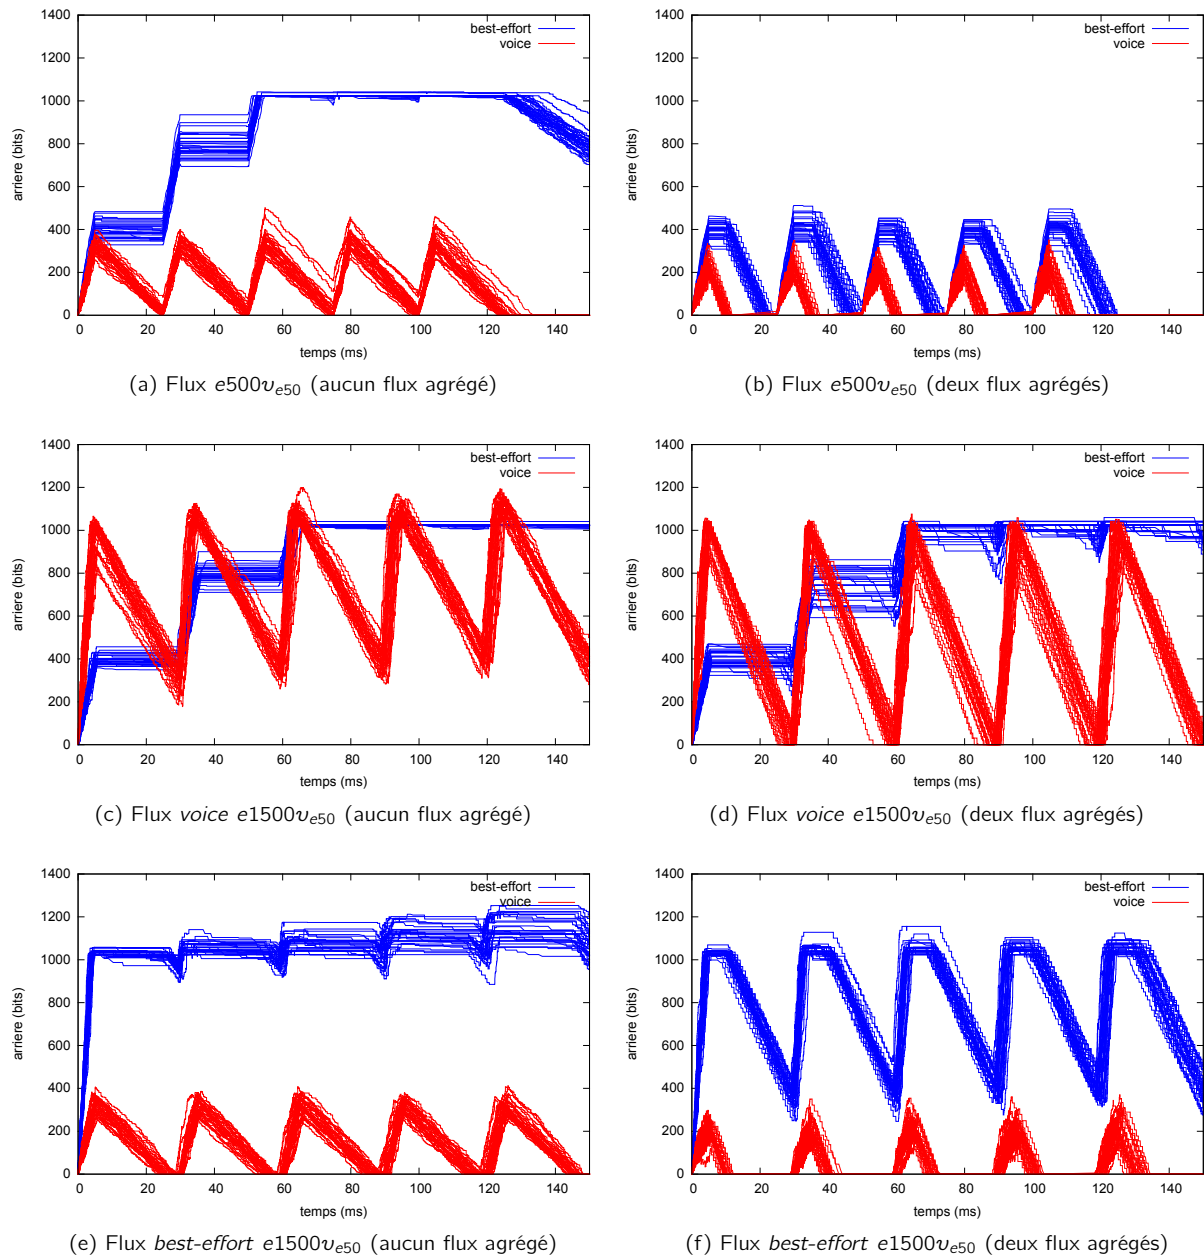 1400
1200
1000
800
600
400
200
0
arriere (bits)
best-effort
voice
0 20 40 60 80 100 120 140
temps (ms)
(a) Flux e500υe50 (aucun flux agrégé)
1400
1200
1000
800
600
400
200
0
arriere (bits)
best-effort
voice
0 20 40 60 80 100 120 140
temps (ms)
(b) Flux e500υe50 (deux flux agrégés)
1400
1200
1000
800
600
400
200
0
arriere (bits)
best-effort
voice
0 20 40 60 80 100 120 140
temps (ms)
(c) Flux voice e1500υe50 (aucun flux agrégé)
1400
1200
1000
800
600
400
200
0
arriere (bits)
best-effort
voice
0 20 40 60 80 100 120 140
temps (ms)
(d) Flux voice e1500υe50 (deux flux agrégés)
1400
1200
1000
800
600
400
200
0
arriere (bits)
best-effort
voice
0 20 40 60 80 100 120 140
temps (ms)
(e) Flux best-effort e1500υe50 (aucun flux agrégé)
1400
1200
1000
800
600
400
200
0
arriere (bits)
best-effort
voice
0 20 40 60 80 100 120 140
temps (ms)
(f) Flux best-effort e1500υe50 (deux flux agrégés)